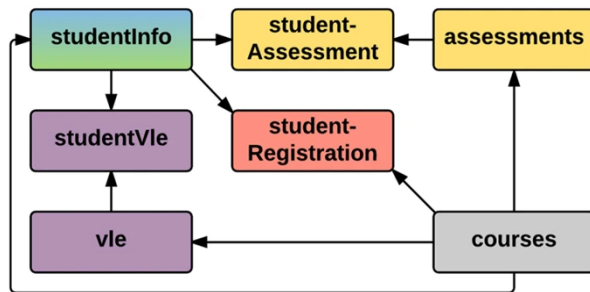 studentInfo
student-
Assessment
assessments
studentVle
student-
Registration
vle
courses